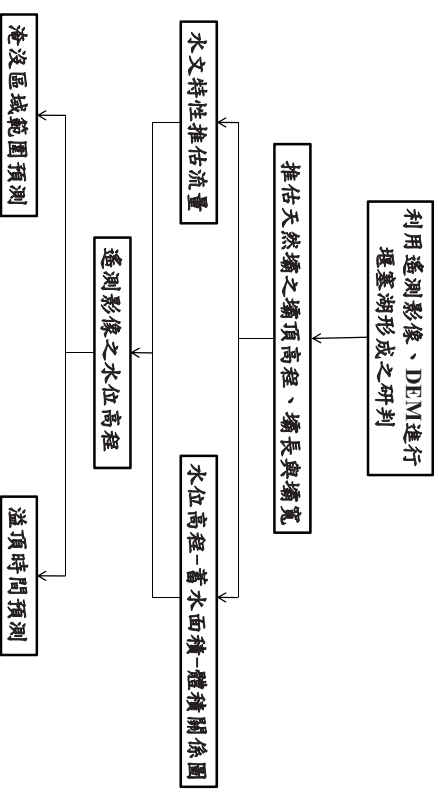 利用遙測影像、DEM進行
堰塞湖形成之研判
推估天然壩之壩頂高程、壩長與壩寬
水文特性推估流量
水位高程-蓄水面積-體積關係圖
遙測影像之水位高程
淹沒區域範圍預測
溢頂時間預測